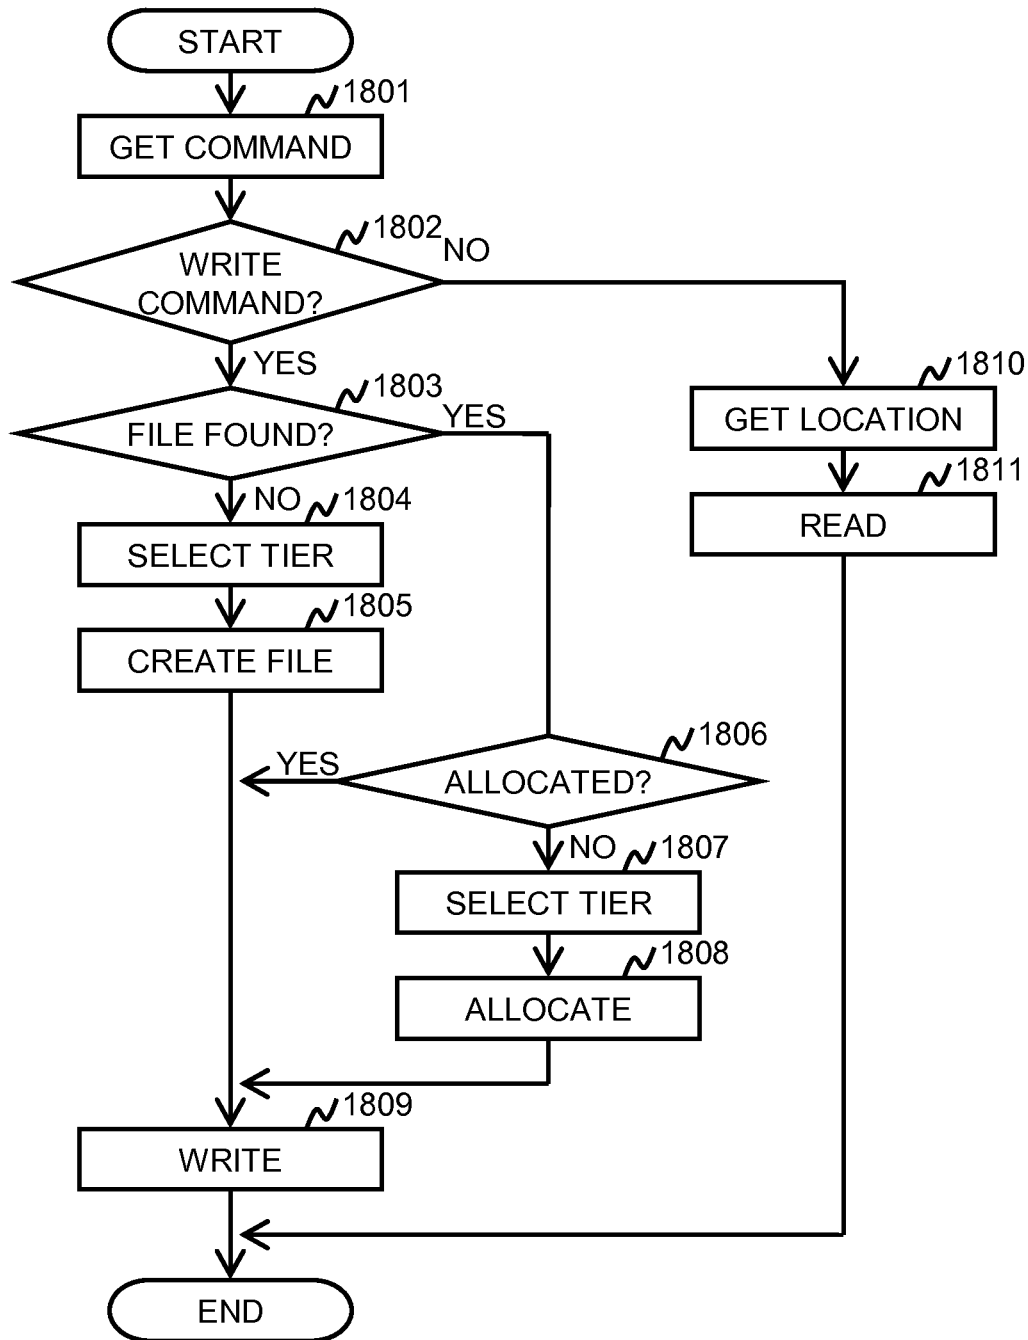 START
1801
GET COMMAND
1802
NO
WRITE
COMMAND?
YES
1803
YES
FILE FOUND?
1810
GET LOCATION
1811
READ
NO
1804
SELECT TIER
1805
CREATE FILE
1806
YES
ALLOCATED?
NO
1807
SELECT TIER
1808
ALLOCATE
1809
WRITE
END